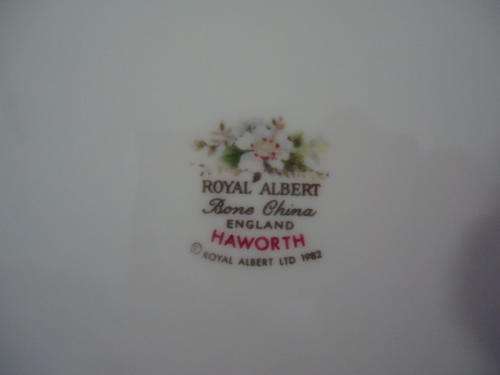 ROYAL ALBERT
Bone China
ENGLAND
HAWORTH
© ROYAL ALBERT LTD 1982